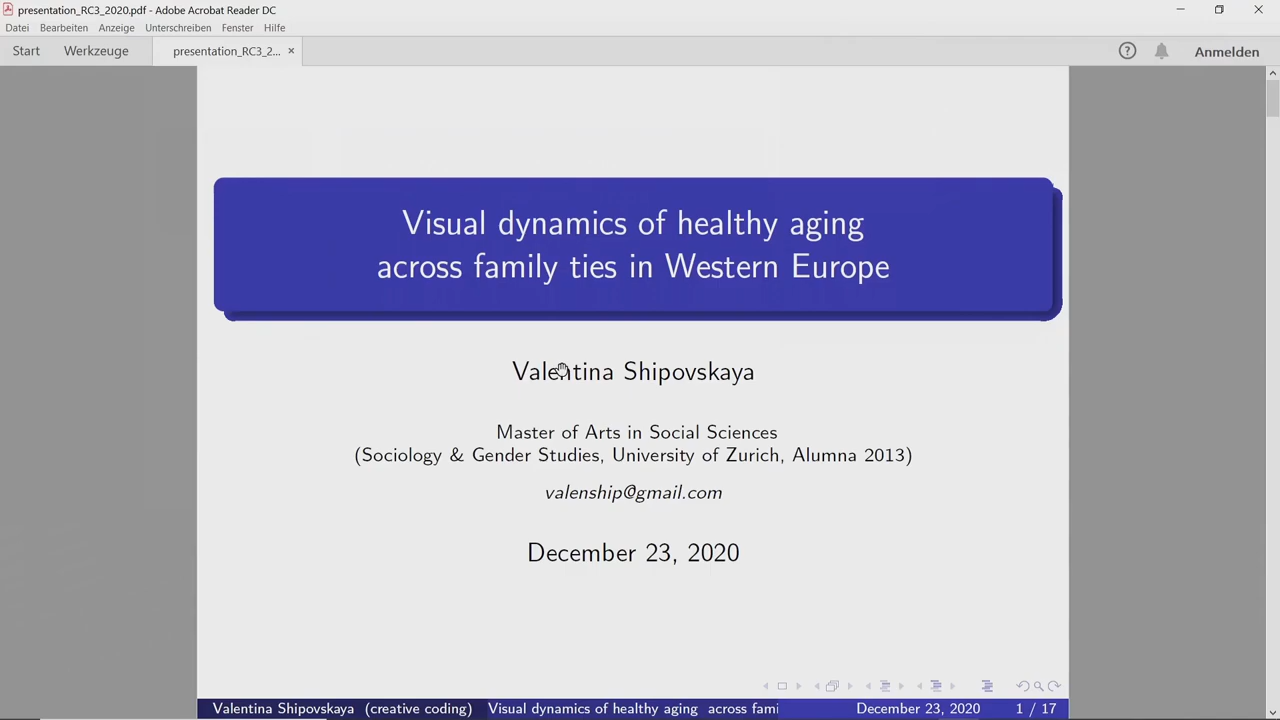 presentation_RC3_2020.pdf - Adobe Acrobat Reader DC
Datei Bearbeiten Anzeige Unterschreiben Fenster Hilfe
Start Werkzeuge presentation_RC3_2... × ? Anmelden
Visual dynamics of healthy aging
across family ties in Western Europe
Valentina Shipovskaya
Master of Arts in Social Sciences
(Sociology & Gender Studies, University of Zurich, Alumna 2013)
valenship@gmail.com
December 23, 2020
Valentina Shipovskaya (creative coding) Visual dynamics of healthy aging across fami December 23, 2020 1 / 17